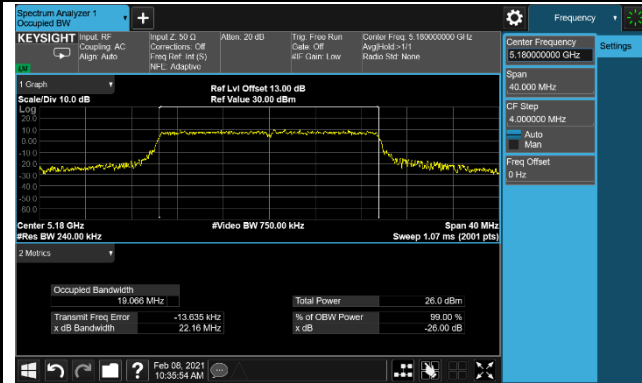 Spectrum Analyzer 1
Occupied BW
Frequency
KEYSIGHT
Input: RF
Coupling: AC
Align: Auto
Input Z: 50 Ω
Corrections: Off
Freq Ref: Int (S)
NFE: Adaptive
Atten: 20 dB
Trig: Free Run
Gate: Off
#IF Gain: Low
Center Freq: 5.180000000 GHz
Avg|Hold:>1/1
Radio Std: None
Center Frequency
5.180000000 GHz
Settings
Span
40.000 MHz
CF Step
4.000000 MHz
Auto
Man
Freq Offset
0 Hz
1 Graph
Scale/Div 10.0 dB
Ref Lvl Offset 13.00 dB
Ref Value 30.00 dBm
Log
20.0
10.0
0.00
-10.0
-20.0
-30.0
-40.0
-50.0
-60.0
Center 5.18 GHz
#Video BW 750.00 kHz
Span 40 MHz
#Res BW 240.00 kHz
Sweep 1.07 ms (2001 pts)
2 Metrics
Occupied Bandwidth
19.066 MHz
Total Power
26.0 dBm
Transmit Freq Error
-13.635 kHz
% of OBW Power
99.00 %
x dB Bandwidth
22.16 MHz
x dB
-26.00 dB
Feb 08, 2021
10:35:54 AM